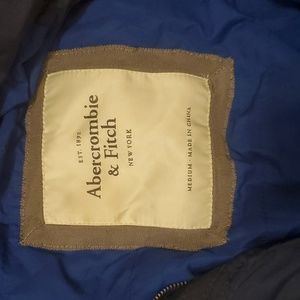 EST. 1892
Abercrombie
& Fitch
NEW YORK
MEDIUM · MADE IN CHINA